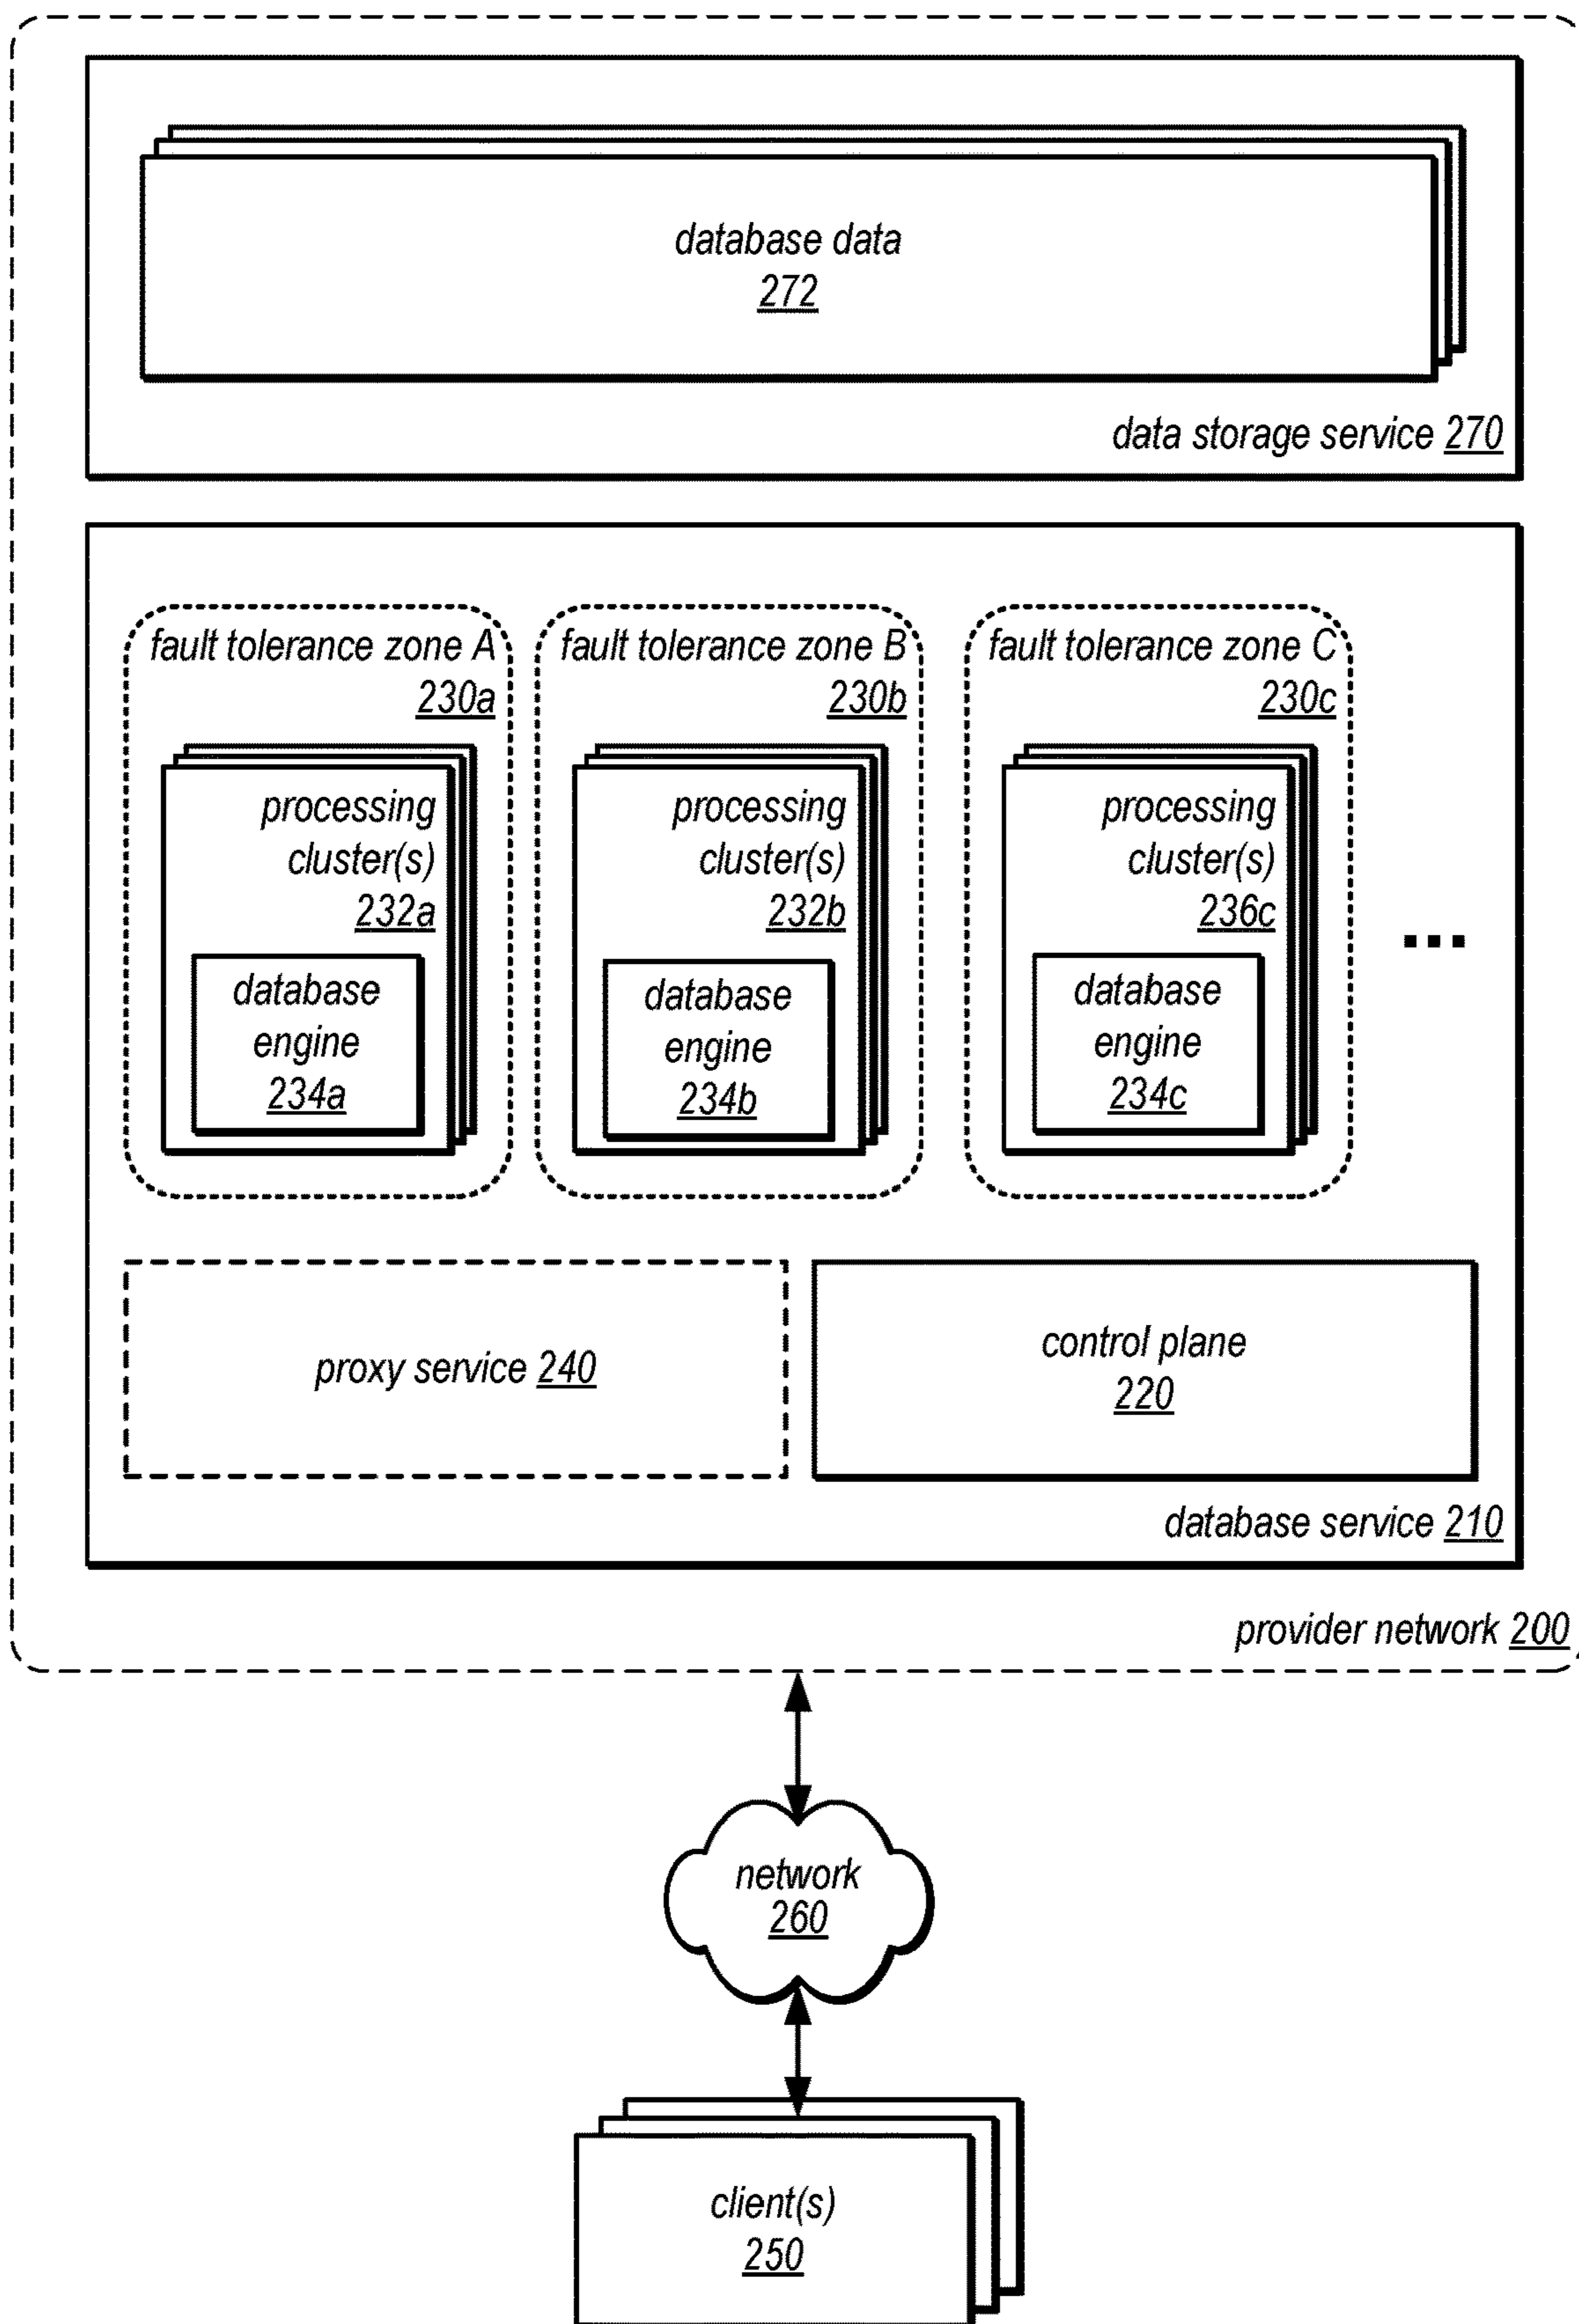 database data
272
data storage service 270
fault tolerance zone A
230a
processing
cluster(s)
232a
database
engine
234a
fault tolerance zone B
230b
processing
cluster(s)
232b
database
engine
234b
fault tolerance zone C
230c
processing
cluster(s)
236c
database
engine
234c
...
proxy service 240
control plane
220
database service 210
provider network 200
network
260
client(s)
250